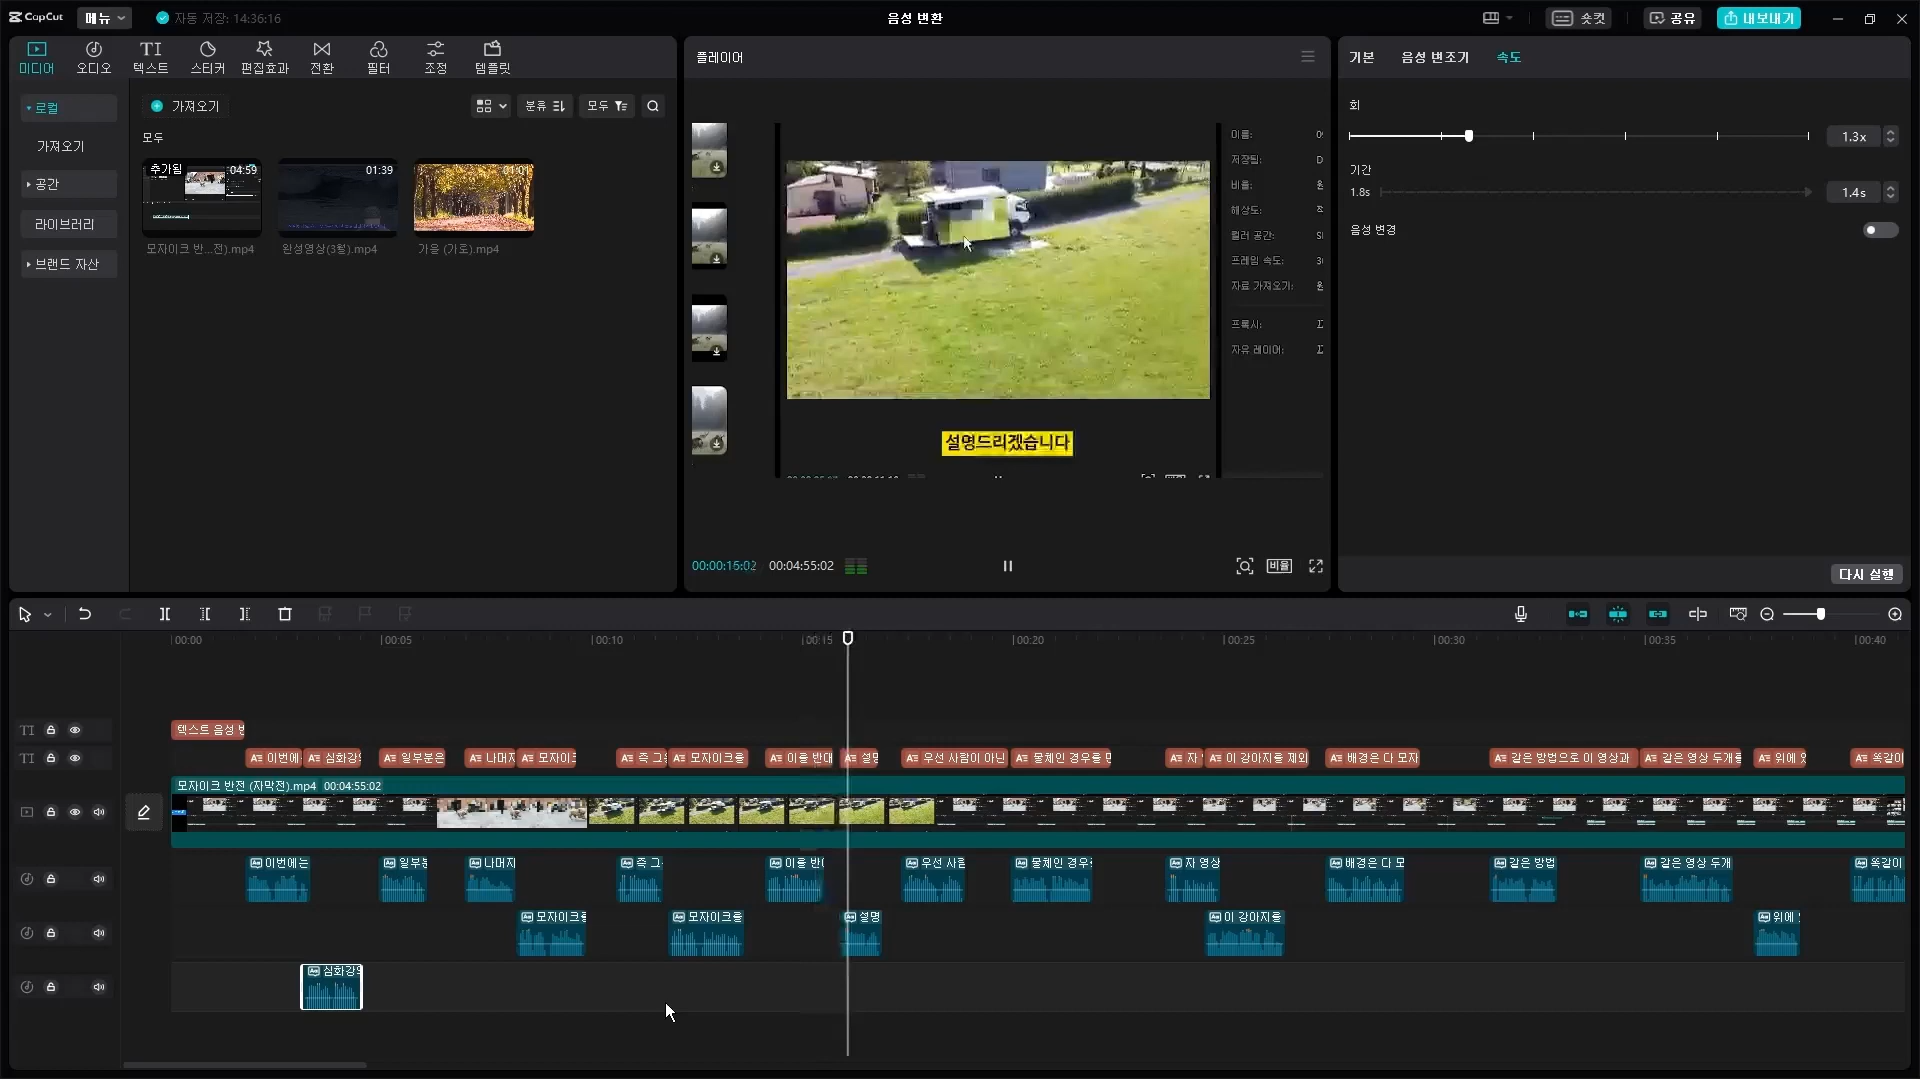 CapCut
메뉴
자동 저장: 14:36:16
음성 변환
숏컷
공유
내보내기
미디어
오디오
텍스트
스티커
편집효과
전환
필터
조정
템플릿
로컬
가져오기
공간
라이브러리
브랜드 자산
가져오기
분류
모두
모두
추가됨
04:59
01:39
01:01
모자이크 반...전).mp4
완성영상(3월).mp4
가을 (가로).mp4
플레이어
이름:
저장됨:
비율:
해상도:
컬러 공간:
프레임 속도:
자료 가져오기:
프록시:
자유 레이어:
설명드리겠습니다
00:00:16:02
00:04:55:02
비율
기본
음성 변조기
속도
회
1.3x
기간
1.8s
1.4s
음성 변경
다시 실행
00:00
00:05
00:10
00:15
00:20
00:25
00:30
00:35
00:40
텍스트 음성
이번에
심화강
일부분은
나머지
모자이크
즉 그
모자이크를
이를 반대
설명
우선 사람이 아닌
물체인 경우를
자
이 강아지를 제외
배경은 다 모자
같은 방법으로 이 영상과
같은 영상 두개를
위에
똑같이
모자이크 반전 (자막전).mp4 00:04:55:02
이번에는
일부
나머지
즉 그
이를 반
우선 사람
물체인 경우
자 영상
배경은 다 모
같은 방법
같은 영상 두개
똑같이
모자이크를
모자이크를
설명
이 강아지를
위에
심화강